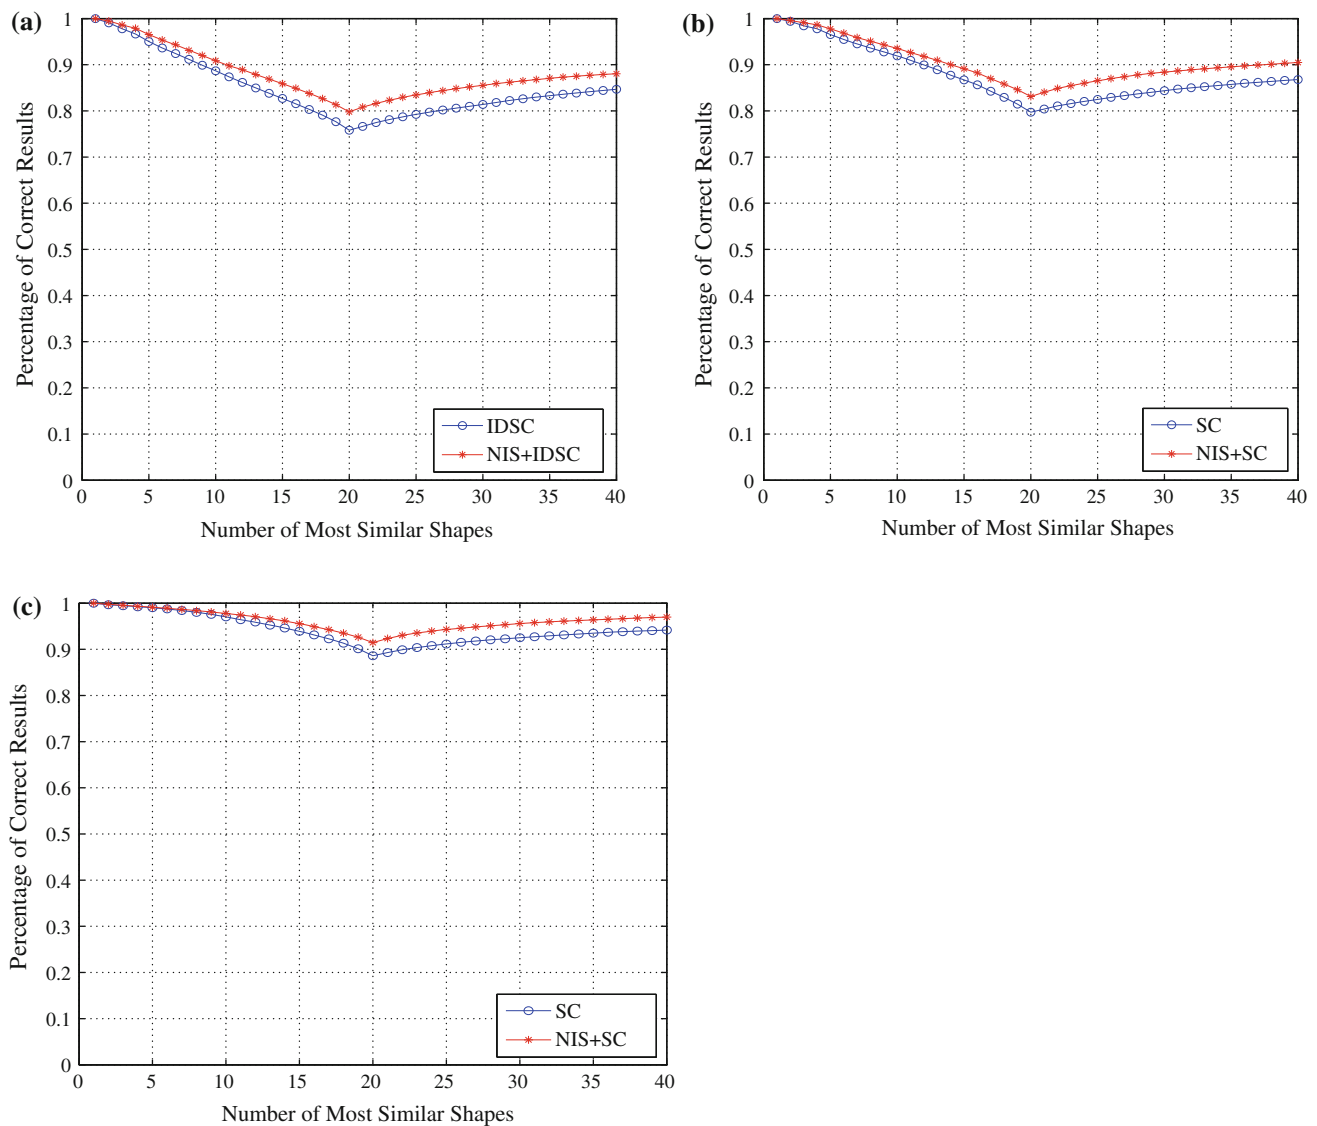 (a)
Percentage of Correct Results
1
0.9
0.8
0.7
0.6
0.5
0.4
0.3
0.2
0.1
0
0 5 10 15 20 25 30 35 40
Number of Most Similar Shapes
IDSC
NIS+IDSC
(b)
Percentage of Correct Results
1
0.9
0.8
0.7
0.6
0.5
0.4
0.3
0.2
0.1
0
0 5 10 15 20 25 30 35 40
Number of Most Similar Shapes
SC
NIS+SC
(c)
Percentage of Correct Results
1
0.9
0.8
0.7
0.6
0.5
0.4
0.3
0.2
0.1
0
0 5 10 15 20 25 30 35 40
Number of Most Similar Shapes
SC
NIS+SC